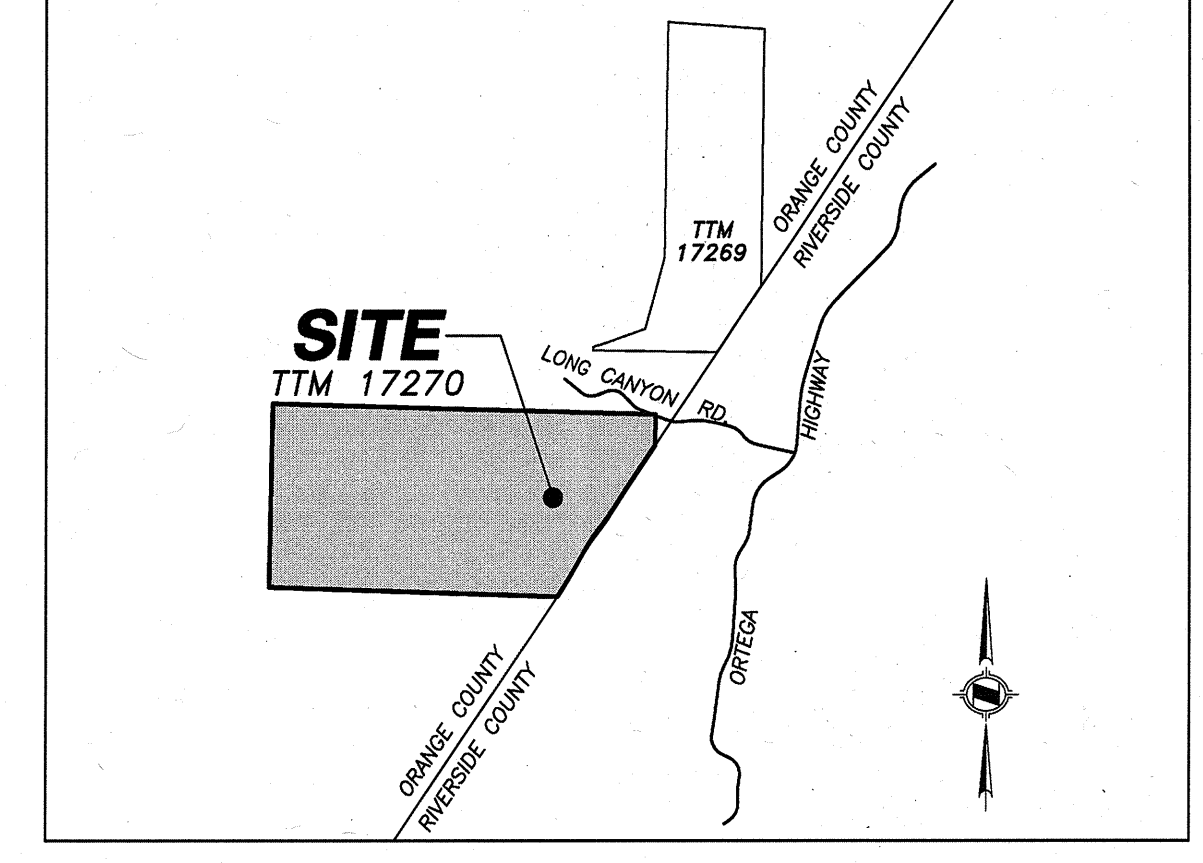 ORANGE COUNTY
RIVERSIDE COUNTY
TTM
17269
SITE
TTM 17270
LONG CANYON RD.
HIGHWAY
ORTEGA
ORANGE COUNTY
RIVERSIDE COUNTY